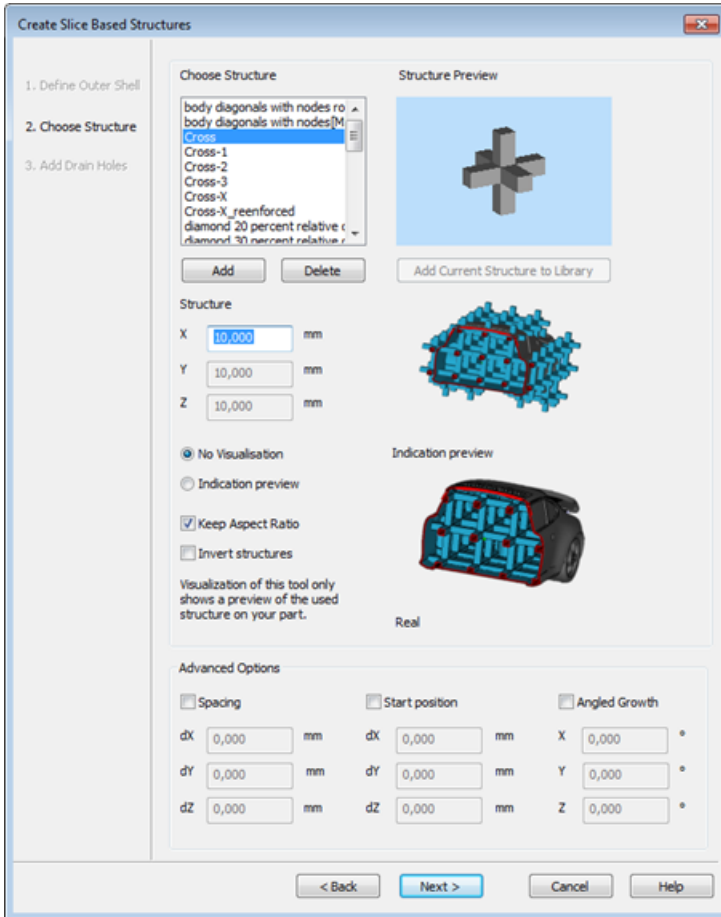 Create Slice Based Structures
1. Define Outer Shell
2. Choose Structure
3. Add Drain Holes
Choose Structure
Structure Preview
body diagonals with nodes ro
body diagonals with nodes[M
Cross
Cross-1
Cross-2
Cross-3
Cross-X
Cross-X_reenforced
diamond 20 percent relative d
diamond 30 percent relative d
Add Delete
Add Current Structure to Library
Structure
X 10,000 mm
Y 10,000 mm
Z 10,000 mm
No Visualisation
Indication preview
Indication preview
Keep Aspect Ratio
Invert structures
Visualization of this tool only
shows a preview of the used
structure on your part.
Real
Advanced Options
Spacing Start position Angled Growth
dX 0,000 mm dX 0,000 mm X 0,000 °
dY 0,000 mm dY 0,000 mm Y 0,000 °
dZ 0,000 mm dZ 0,000 mm Z 0,000 °
< Back Next > Cancel Help